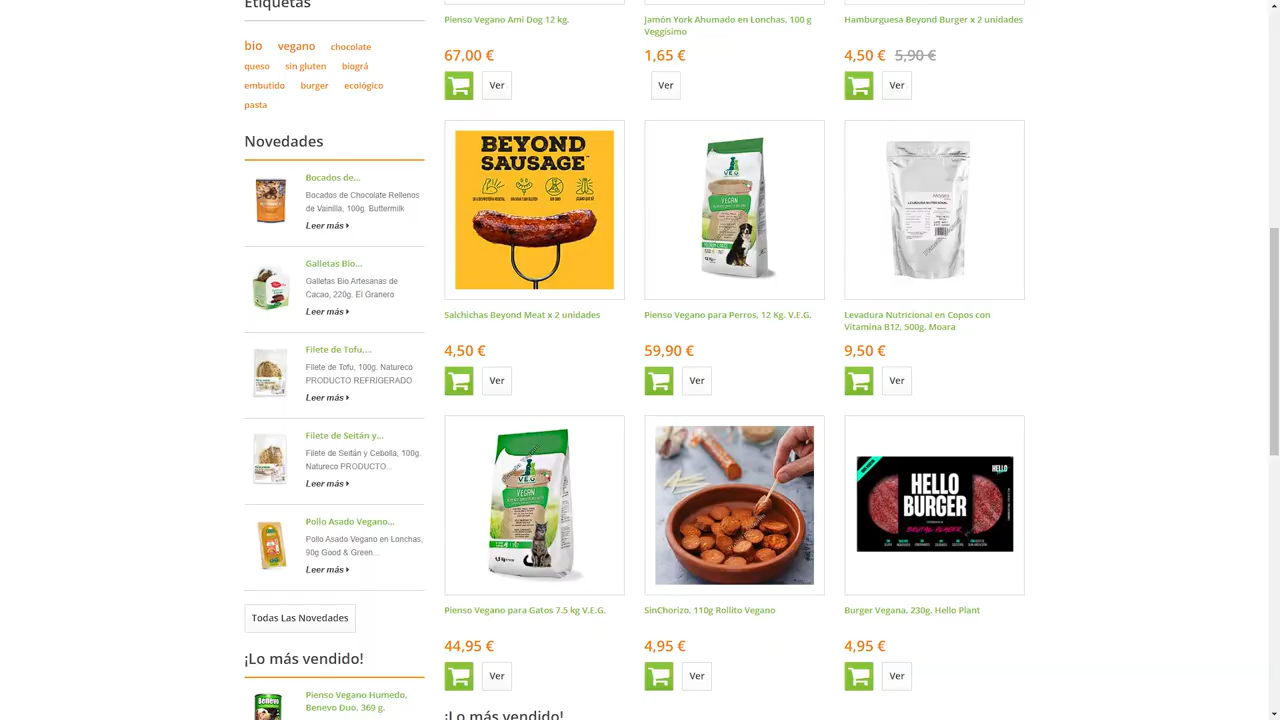 Etiquetas
bio vegano chocolate
queso sin gluten biográ
embutido burger ecológico
pasta
Novedades
Bocados de...
Bocados de Chocolate Rellenos
de Vainilla, 100g. Buttermilk
Leer más
Galletas Bio...
Galletas Bio Artesanas de
Cacao, 220g. El Granero
Leer más
Filete de Tofu,...
Filete de Tofu, 100g. Natureco
PRODUCTO REFRIGERADO
Leer más
Filete de Seitán y...
Filete de Seitán y Cebolla, 100g.
Natureco PRODUCTO...
Leer más
Pollo Asado Vegano...
Pollo Asado Vegano en Lonchas,
90g Good & Green...
Leer más
Todas Las Novedades
¡Lo más vendido!
Pienso Vegano Humedo,
Benevo Duo, 369 g.
Benevo
Pienso Vegano Ami Dog 12 kg.
67,00 €
Ver
Jamón York Ahumado en Lonchas, 100 g
Veggísimo
1,65 €
Ver
Hamburguesa Beyond Burger x 2 unidades
4,50 € 5,90 €
Ver
BEYOND
SAUSAGE
Salchichas Beyond Meat x 2 unidades
4,50 €
Ver
V.E.G.
VEGAN
Pienso Vegano para Perros, 12 Kg. V.E.G.
59,90 €
Ver
Moara
LEVADURA NUTRICIONAL
Levadura Nutricional en Copos con
Vitamina B12, 500g. Moara
9,50 €
Ver
V.E.G.
VEGAN
Pienso Vegano para Gatos 7.5 kg V.E.G.
44,95 €
Ver
SinChorizo, 110g Rollito Vegano
4,95 €
Ver
HELLO
HELLO
BURGER
Burger Vegana, 230g. Hello Plant
4,95 €
Ver
¡Lo más vendido!